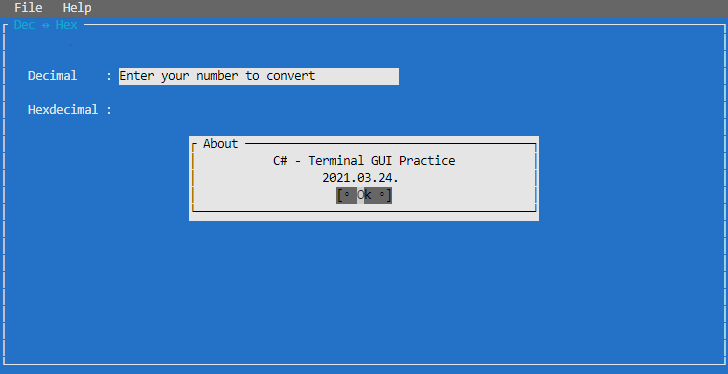 File Help
Dec ⇔ Hex
Decimal : Enter your number to convert
Hexdecimal :
About
C# - Terminal GUI Practice
2021.03.24.
[◦ Ok ◦]